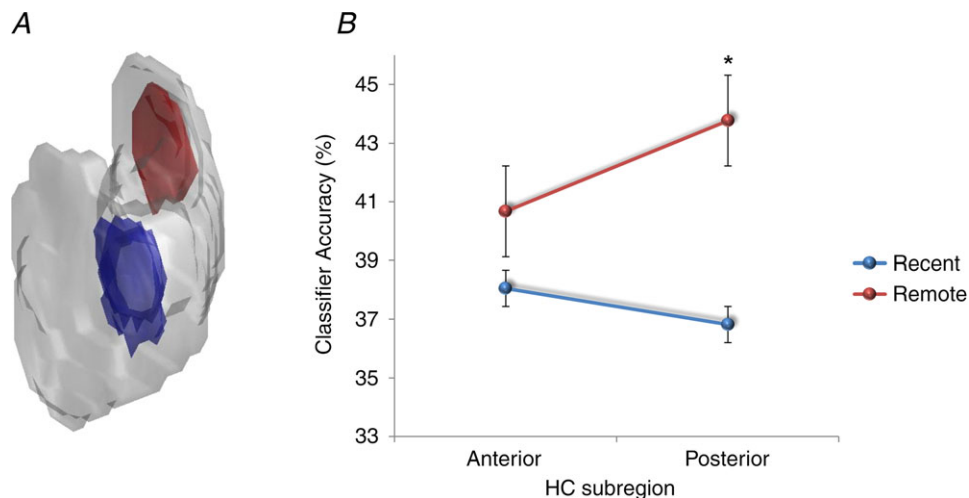 A
B
*
45
43
41
39
37
35
33
Classifier Accuracy (%)
Anterior
Posterior
HC subregion
Recent
Remote